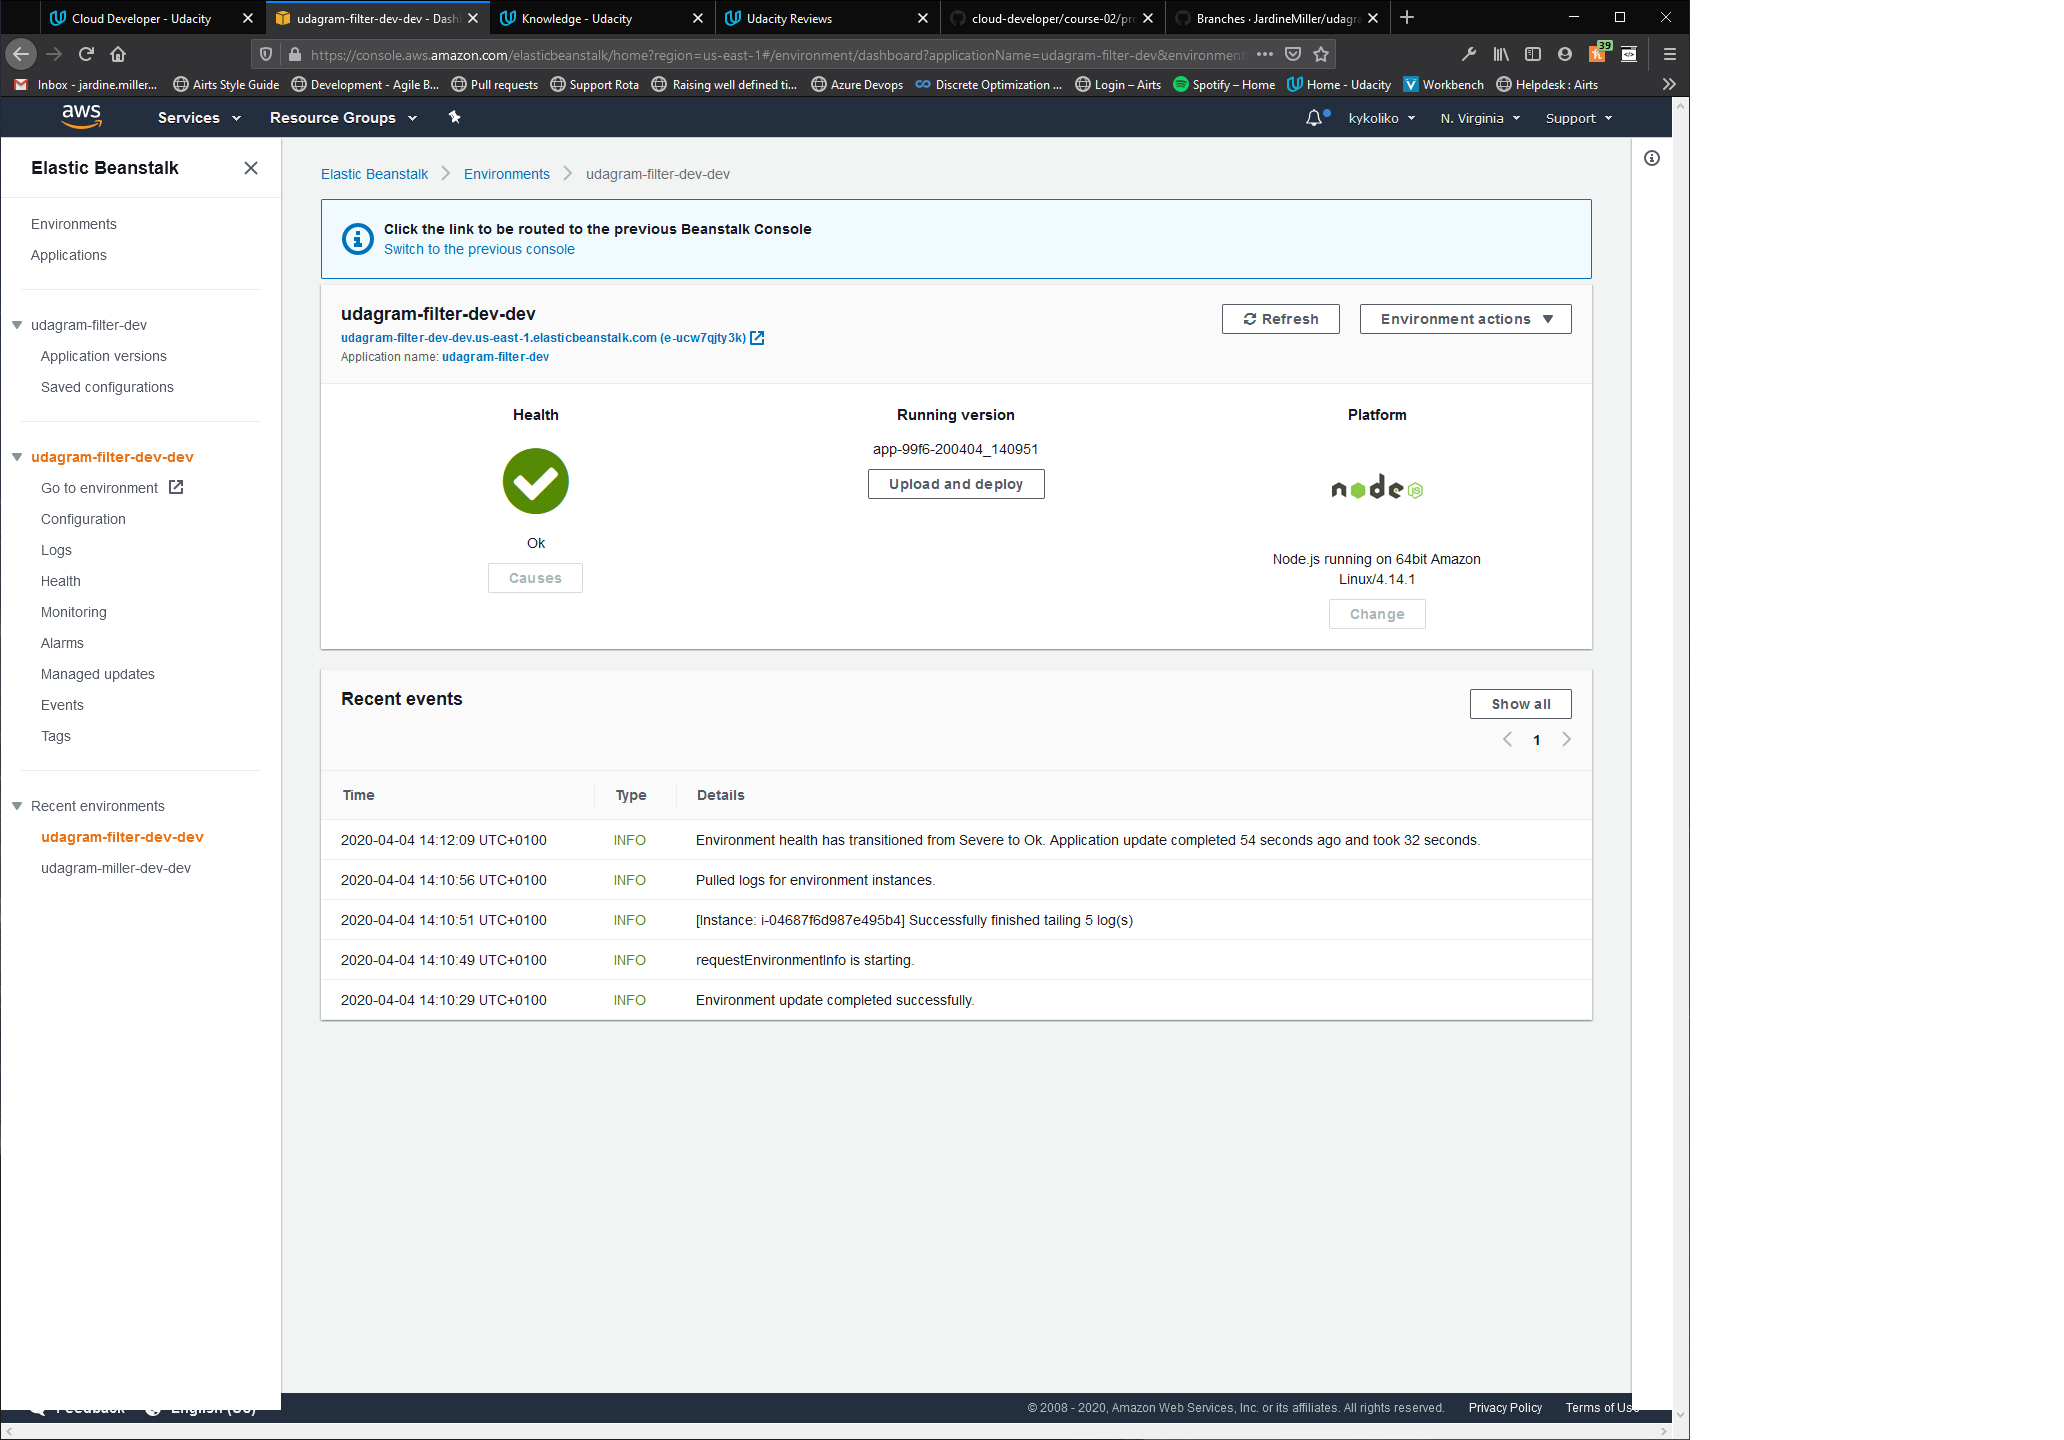 Cloud Developer - Udacity
udagram-filter-dev-dev - Dash
Knowledge - Udacity
Udacity Reviews
cloud-developer/course-02/pro
Branches · JardineMiller/udagra
https://console.aws.amazon.com/elasticbeanstalk/home?region=us-east-1#/environment/dashboard?applicationName=udagram-filter-dev&environment
39
Inbox - jardine.miller... Airts Style Guide Development - Agile B... Pull requests Support Rota Raising well defined ti... Azure Devops Discrete Optimization ... Login – Airts Spotify – Home Home - Udacity Workbench Helpdesk : Airts
aws Services Resource Groups kykoliko N. Virginia Support
Elastic Beanstalk
Environments
Applications
udagram-filter-dev
Application versions
Saved configurations
udagram-filter-dev-dev
Go to environment
Configuration
Logs
Health
Monitoring
Alarms
Managed updates
Events
Tags
Recent environments
udagram-filter-dev-dev
udagram-miller-dev-dev
Elastic Beanstalk Environments udagram-filter-dev-dev
Click the link to be routed to the previous Beanstalk Console
Switch to the previous console
udagram-filter-dev-dev
udagram-filter-dev-dev.us-east-1.elasticbeanstalk.com (e-ucw7qjty3k)
Application name: udagram-filter-dev
Refresh Environment actions
Health
Ok
Causes
Running version
app-99f6-200404_140951
Upload and deploy
Platform
node JS
Node.js running on 64bit Amazon
Linux/4.14.1
Change
Recent events
Show all
1
Time Type Details
2020-04-04 14:12:09 UTC+0100 INFO Environment health has transitioned from Severe to Ok. Application update completed 54 seconds ago and took 32 seconds.
2020-04-04 14:10:56 UTC+0100 INFO Pulled logs for environment instances.
2020-04-04 14:10:51 UTC+0100 INFO [Instance: i-04687f6d987e495b4] Successfully finished tailing 5 log(s)
2020-04-04 14:10:49 UTC+0100 INFO requestEnvironmentInfo is starting.
2020-04-04 14:10:29 UTC+0100 INFO Environment update completed successfully.
Feedback English (US)
© 2008 - 2020, Amazon Web Services, Inc. or its affiliates. All rights reserved. Privacy Policy Terms of Use